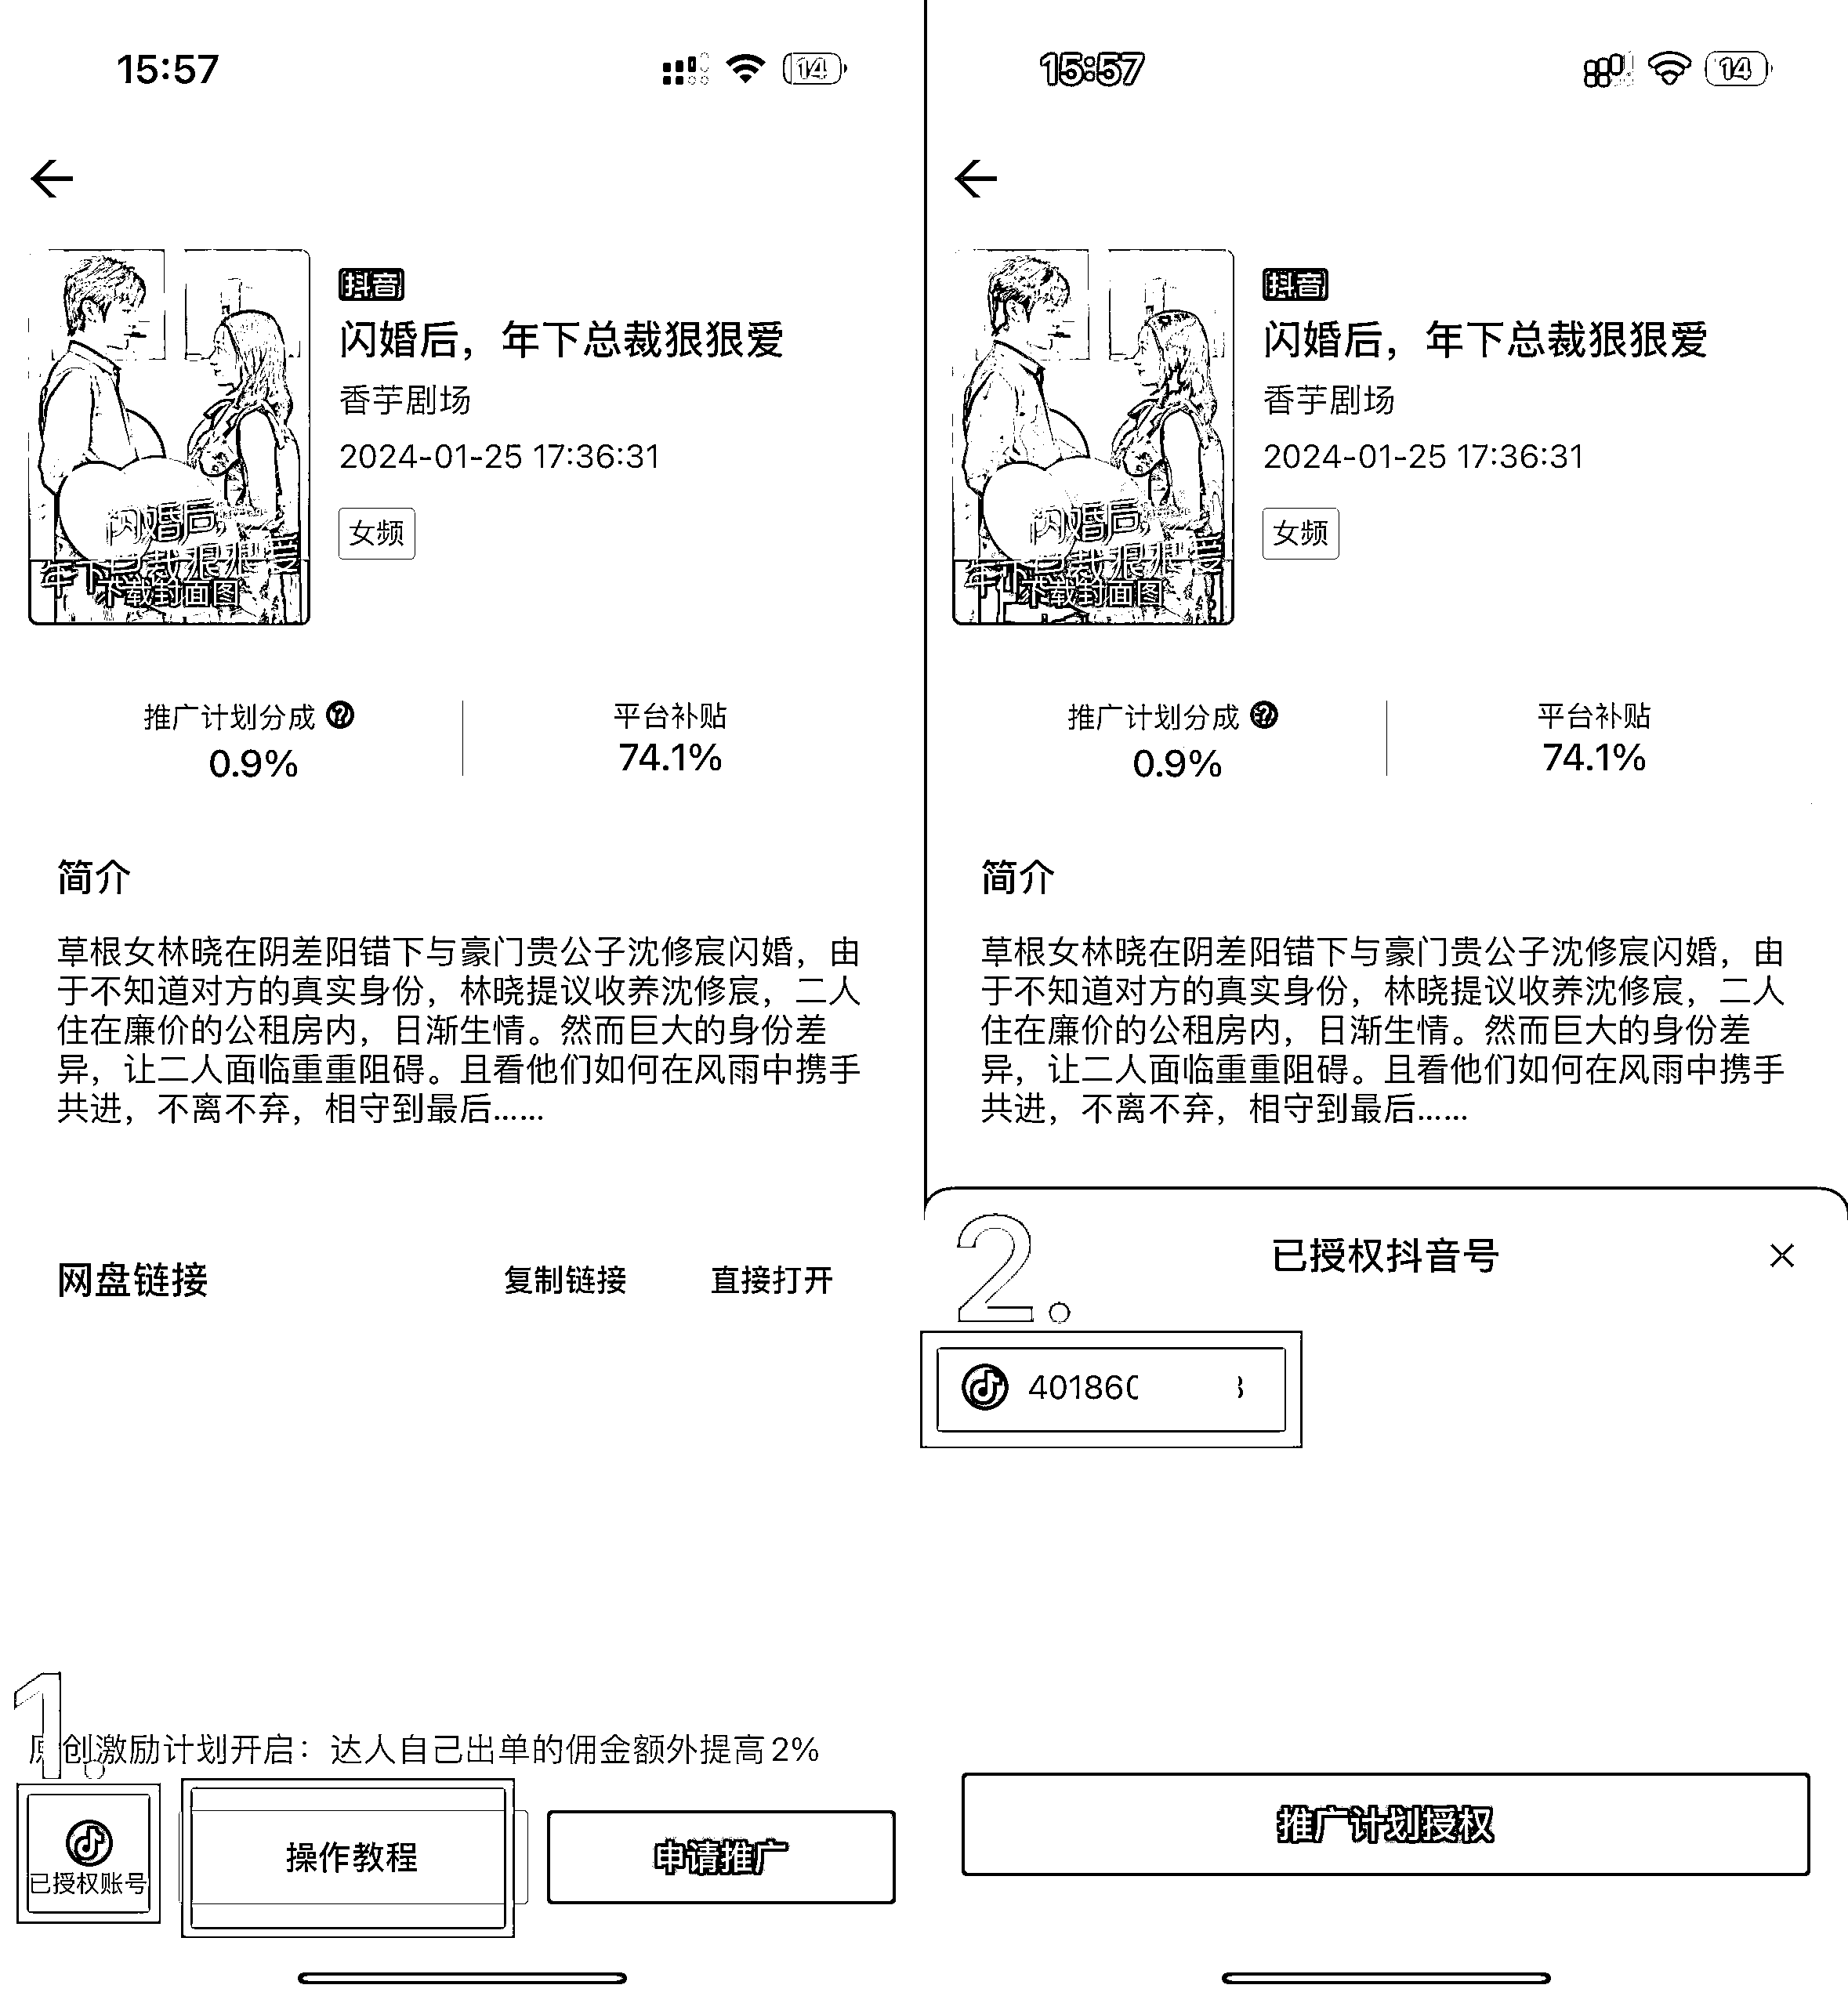 15:57
14
抖音
闪婚后，年下总裁狠狠爱
香芋剧场
2024-01-25 17:36:31
女频
闪婚后，
年下总裁狠狠爱
下载封面图
推广计划分成
0.9%
平台补贴
74.1%
简介
草根女林晓在阴差阳错下与豪门贵公子沈修宸闪婚，由
于不知道对方的真实身份，林晓提议收养沈修宸，二人
住在廉价的公租房内，日渐生情。然而巨大的身份差
异，让二人面临重重阻碍。且看他们如何在风雨中携手
共进，不离不弃，相守到最后……
网盘链接 复制链接 直接打开
1.
原创激励计划开启：达人自己出单的佣金额外提高2%
已授权账号
操作教程
申请推广
15:57
14
抖音
闪婚后，年下总裁狠狠爱
香芋剧场
2024-01-25 17:36:31
女频
闪婚后，
年下总裁狠狠爱
下载封面图
推广计划分成
0.9%
平台补贴
74.1%
简介
草根女林晓在阴差阳错下与豪门贵公子沈修宸闪婚，由
于不知道对方的真实身份，林晓提议收养沈修宸，二人
住在廉价的公租房内，日渐生情。然而巨大的身份差
异，让二人面临重重阻碍。且看他们如何在风雨中携手
共进，不离不弃，相守到最后……
2.
已授权抖音号
40186
推广计划授权